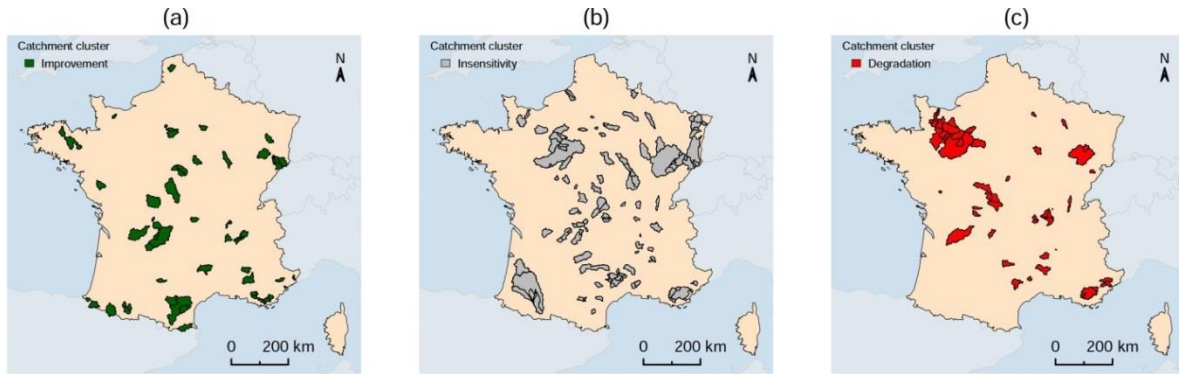 (a)
Catchment cluster
Improvement
N
0 200 km
(b)
Catchment cluster
Insensitivity
N
0 200 km
(c)
Catchment cluster
Degradation
N
0 200 km